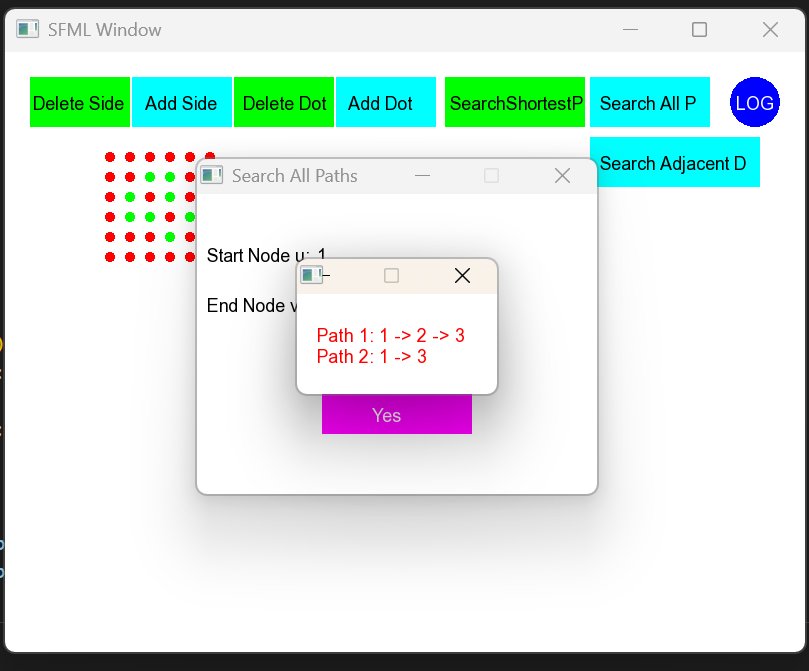 SFML Window
Delete Side Add Side Delete Dot Add Dot SearchShortestP Search All P LOG
Search Adjacent D
Search All Paths
Start Node u: 1
End Node v
Path 1: 1 -> 2 -> 3
Path 2: 1 -> 3
Yes